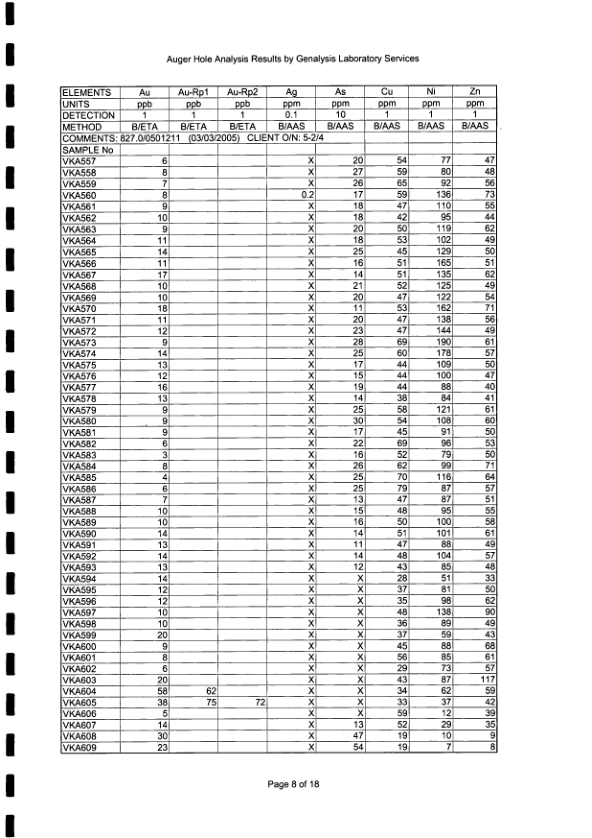 Auger Hole Analysis Results by Genalysis Laboratory Services
ELEMENTS Au Au-Rp1 Au-Rp2 Ag As Cu Ni Zn
UNITS ppb ppb ppb ppm ppm ppm ppm ppm
DETECTION 1 1 1 0.1 10 1 1 1
METHOD B/ETA B/ETA B/ETA B/AAS B/AAS B/AAS B/AAS B/AAS
COMMENTS: 827.0/0501211 (03/03/2005) CLIENT O/N: 5-2/4
SAMPLE No
VKA557 6 X 20 54 77 47
VKA558 8 X 27 59 80 48
VKA559 7 X 26 65 92 56
VKA560 8 0.2 17 59 136 73
VKA561 9 X 18 47 110 55
VKA562 10 X 18 42 95 44
VKA563 9 X 20 50 119 62
VKA564 11 X 18 53 102 49
VKA565 14 X 25 45 129 50
VKA566 11 X 16 51 165 51
VKA567 17 X 14 51 135 62
VKA568 10 X 21 52 125 49
VKA569 10 X 20 47 122 54
VKA570 18 X 11 53 162 71
VKA571 11 X 20 47 138 56
VKA572 12 X 23 47 144 49
VKA573 9 X 28 69 190 61
VKA574 14 X 25 60 178 57
VKA575 13 X 17 44 109 50
VKA576 12 X 15 44 100 47
VKA577 16 X 19 44 88 40
VKA578 13 X 14 38 84 41
VKA579 9 X 25 58 121 61
VKA580 9 X 30 54 108 60
VKA581 9 X 17 45 91 50
VKA582 6 X 22 69 96 53
VKA583 3 X 16 52 79 50
VKA584 8 X 26 62 99 71
VKA585 4 X 25 70 116 64
VKA586 6 X 25 79 87 57
VKA587 7 X 13 47 87 51
VKA588 10 X 15 48 95 55
VKA589 10 X 16 50 100 58
VKA590 14 X 14 51 101 61
VKA591 13 X 11 47 88 49
VKA592 14 X 14 48 104 57
VKA593 13 X 12 43 85 48
VKA594 14 X X 28 51 33
VKA595 12 X X 37 81 50
VKA596 12 X X 35 98 62
VKA597 10 X X 48 138 90
VKA598 10 X X 36 89 49
VKA599 20 X X 37 59 43
VKA600 9 X X 45 88 68
VKA601 8 X X 56 85 61
VKA602 6 X X 29 73 57
VKA603 20 X X 43 87 117
VKA604 58 62 X X 34 62 59
VKA605 38 75 72 X X 33 37 42
VKA606 5 X X 59 12 39
VKA607 14 X 13 52 29 35
VKA608 30 X 47 19 10 9
VKA609 23 X 54 19 7 8
Page 8 of 18